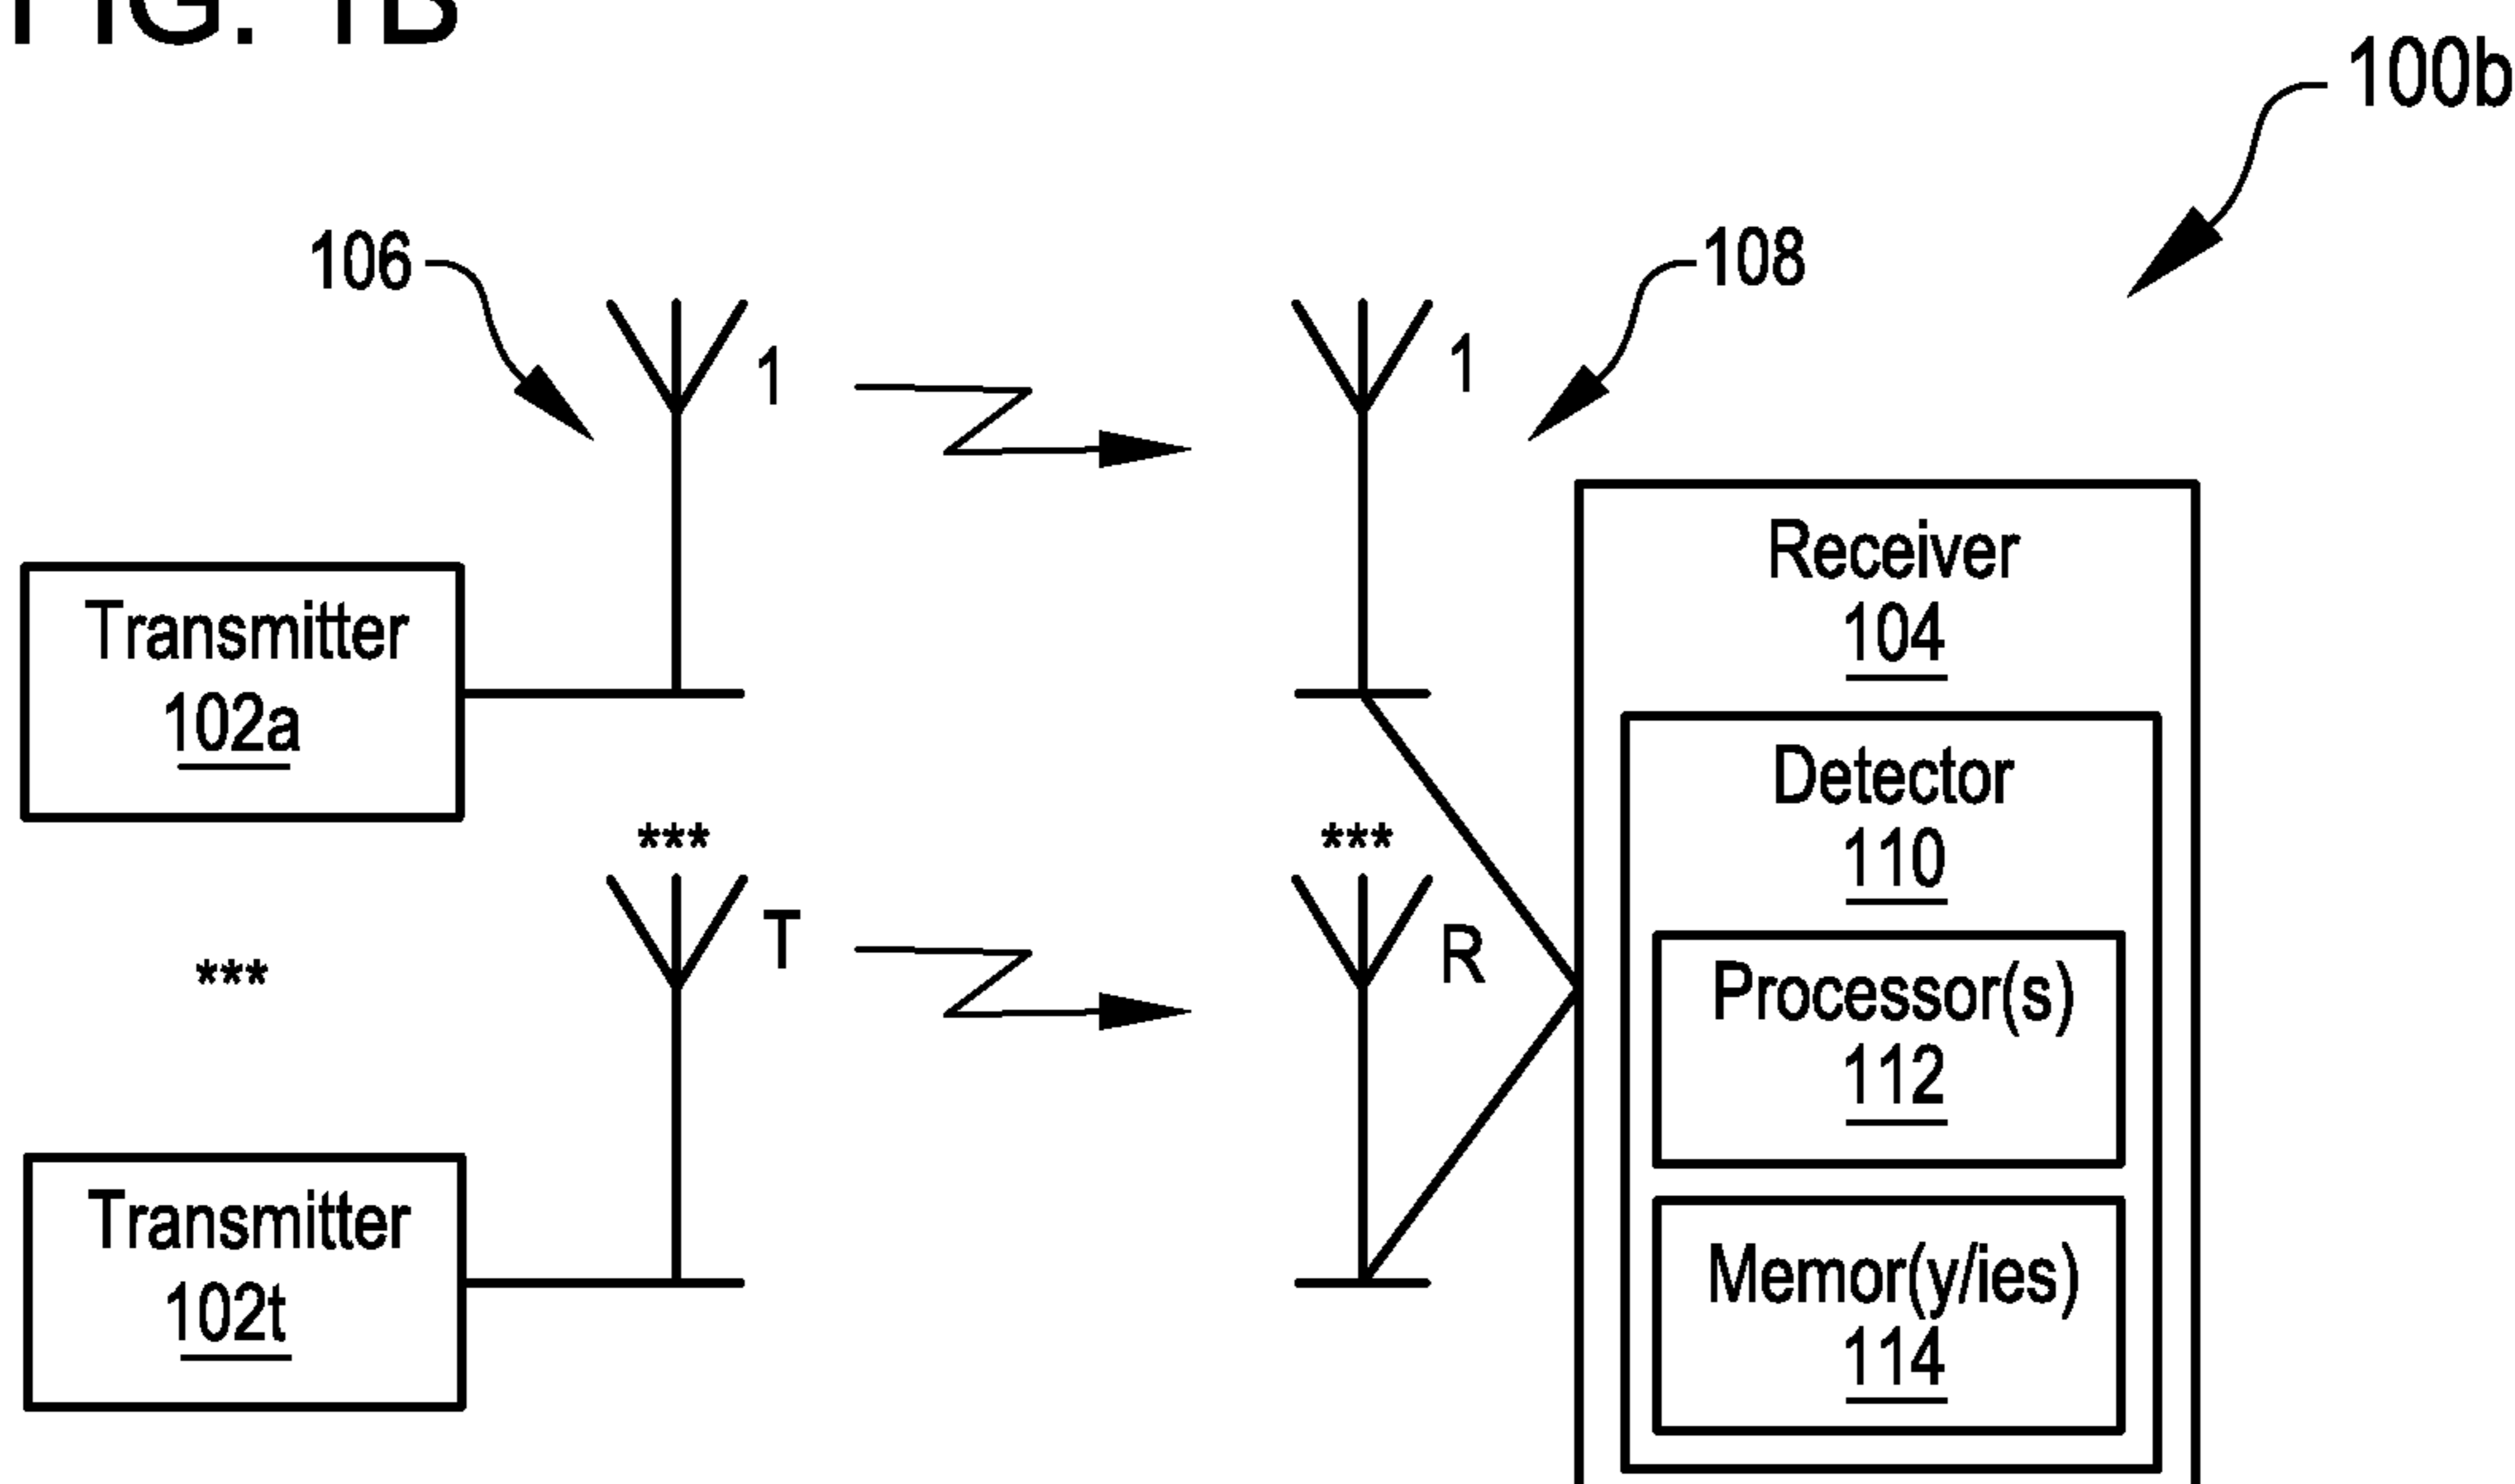 FIG. 1B
100b
106
108
1
1
Receiver
104
Transmitter
102a
Detector
110
***
***
T
R
***
Processor(s)
112
Transmitter
102t
Memor(y/ies)
114